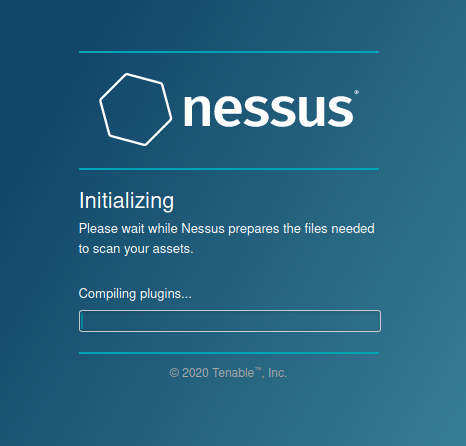 nessus®
Initializing
Please wait while Nessus prepares the files needed
to scan your assets.
Compiling plugins...
© 2020 Tenable™, Inc.